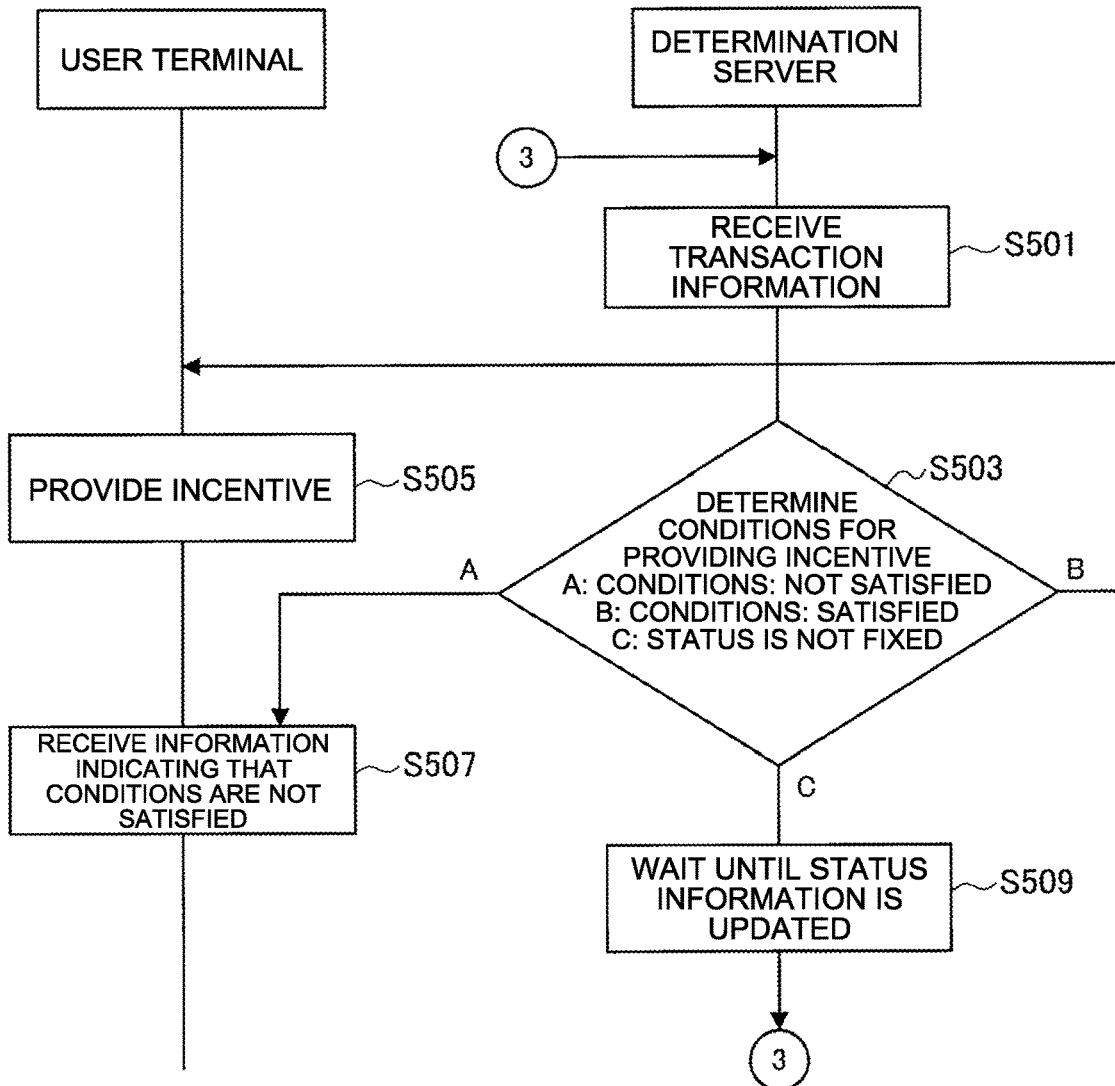 USER TERMINAL
DETERMINATION
SERVER
3
RECEIVE
TRANSACTION
INFORMATION
S501
PROVIDE INCENTIVE
S505
S503
DETERMINE
CONDITIONS FOR
PROVIDING INCENTIVE
A: CONDITIONS: NOT SATISFIED
B: CONDITIONS: SATISFIED
C: STATUS IS NOT FIXED
A
B
RECEIVE INFORMATION
INDICATING THAT
CONDITIONS ARE NOT
SATISFIED
S507
C
WAIT UNTIL STATUS
INFORMATION IS
UPDATED
S509
3